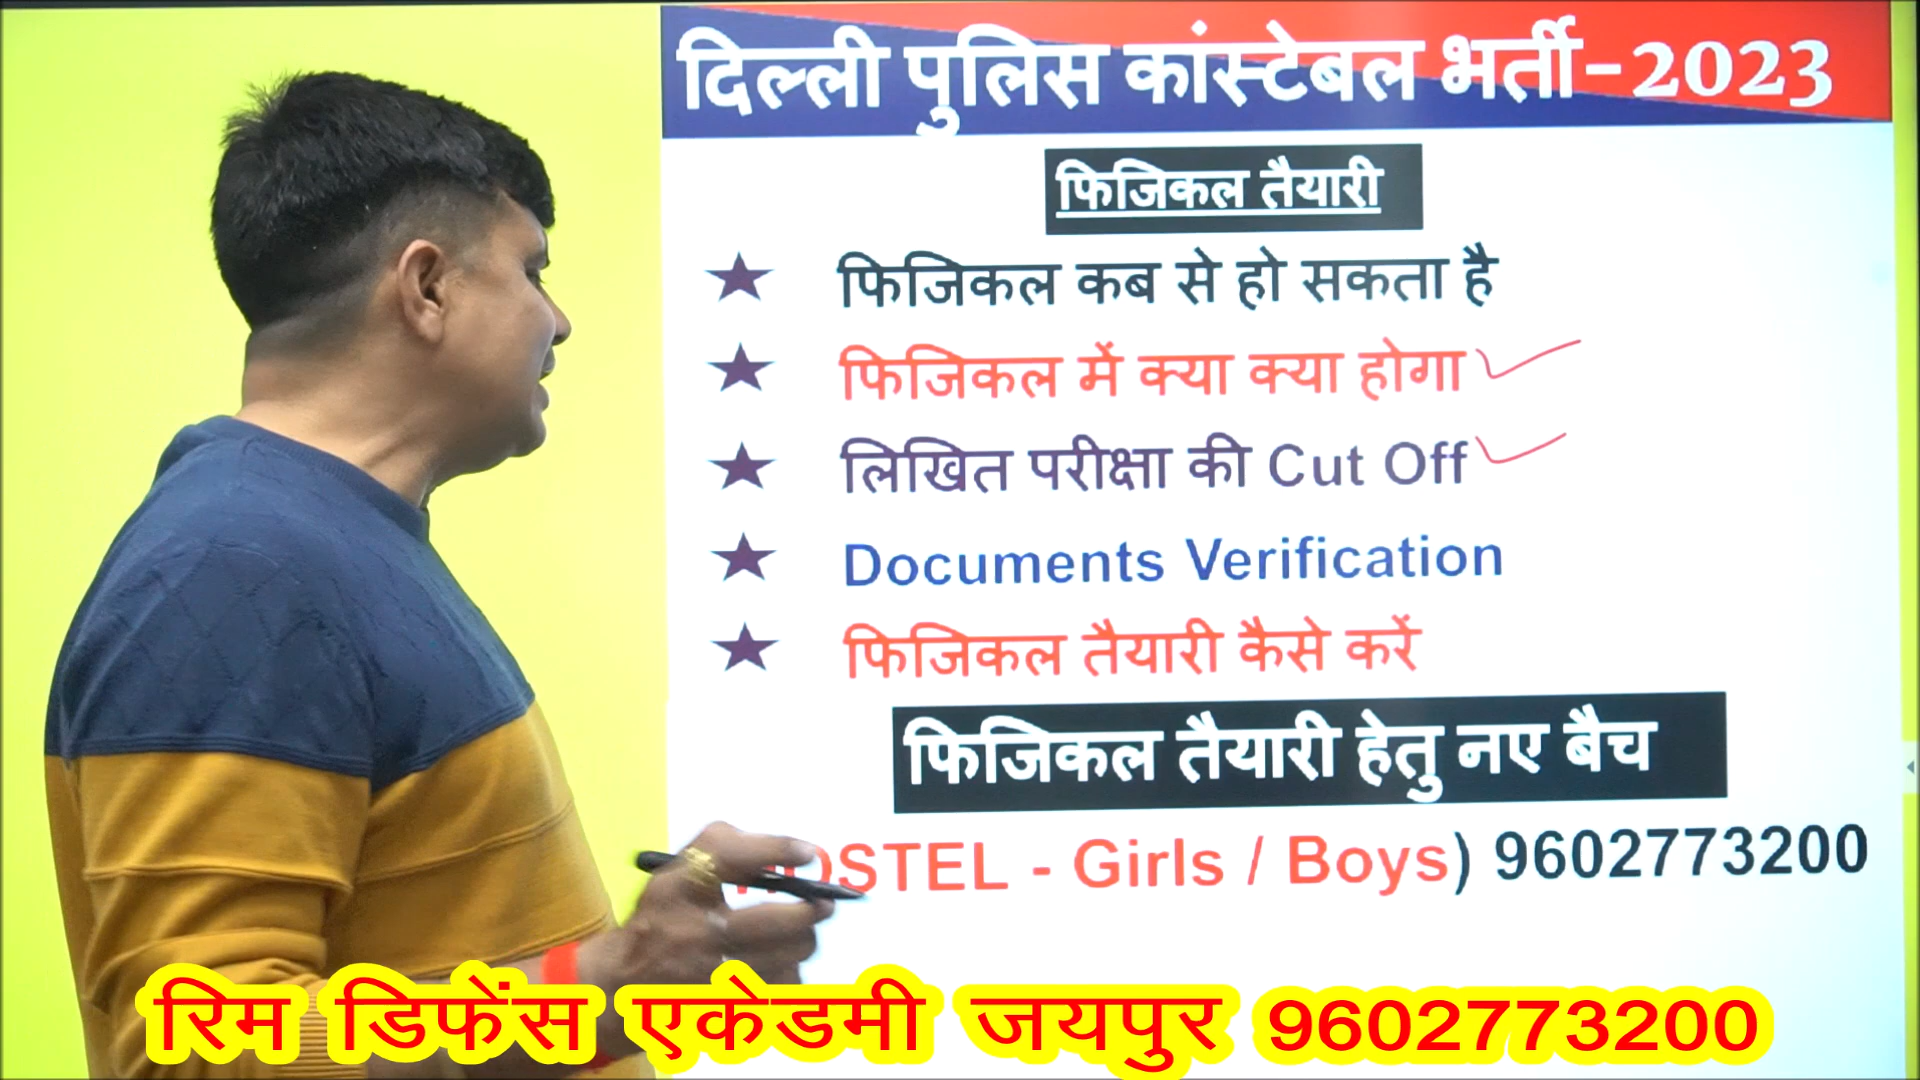 दिल्ली पुलिस कांस्टेबल भर्ती-2023
फिजिकल तैयारी
★ फिजिकल कब से हो सकता है
★ फिजिकल में क्या क्या होगा
★ लिखित परीक्षा की Cut Off
★ Documents Verification
★ फिजिकल तैयारी कैसे करें
फिजिकल तैयारी हेतु नए बैच
- Girls / Boys) 9602773200
रिम डिफेंस एकेडमी जयपुर 9602773200